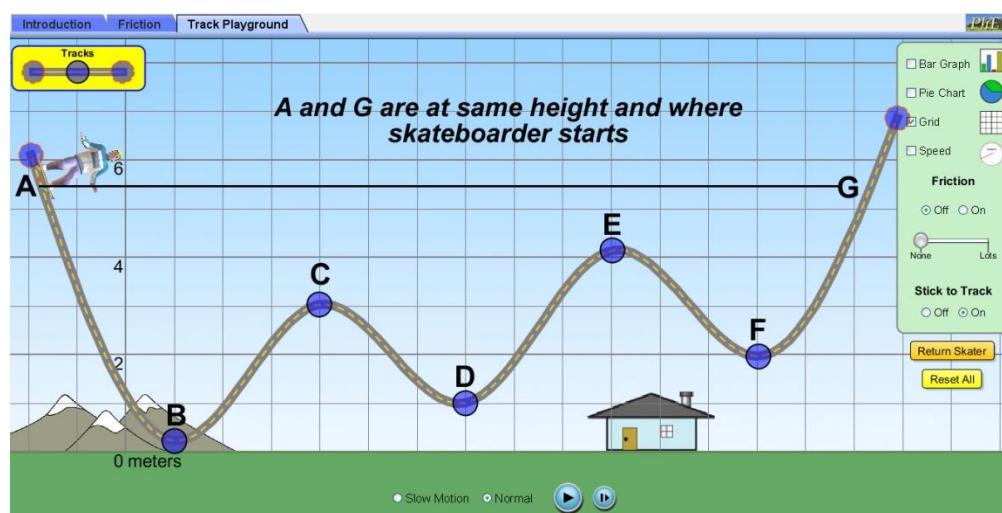 Introduction
Friction
Track Playground
PhET
Tracks
A and G are at same height and where
skateboarder starts
Bar Graph
Pie Chart
Grid
Speed
Friction
Off On
None Lots
Stick to Track
Off On
Return Skater
Reset All
6
A
G
E
4
C
F
2
D
B
0 meters
Slow Motion Normal